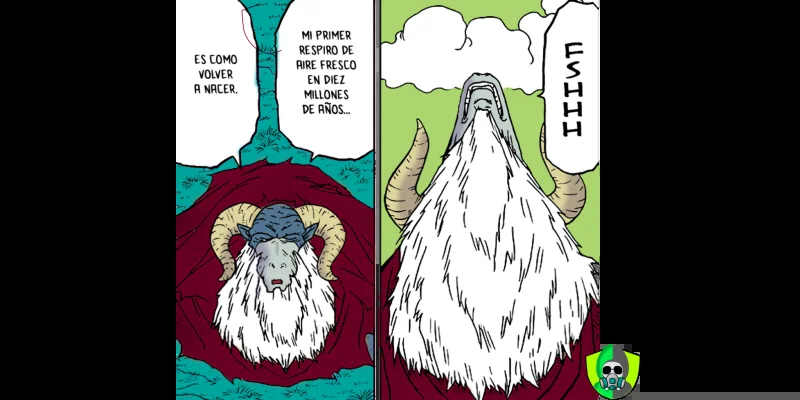 MI PRIMER
RESPIRO DE
AIRE FRESCO
EN DIEZ
MILLONES
DE AÑOS...
ES COMO
VOLVER
A NACER.
FSHHH